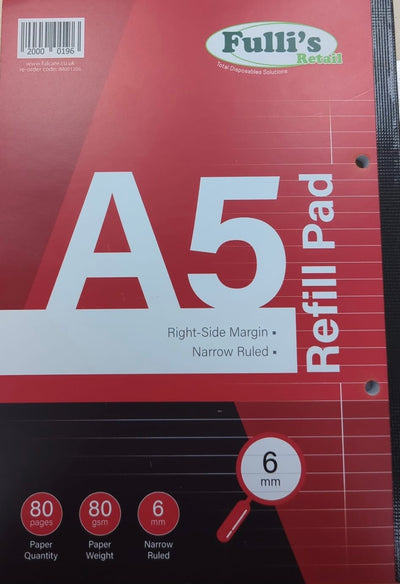 2000 0196
www.fulcare.co.uk
re-order code: 84001206
Fulli's
Retail
Total Disposables Solutions
A5
Refill Pad
Right-Side Margin
Narrow Ruled
6
mm
80
pages
Paper
Quantity
80
gsm
Paper
Weight
6
mm
Narrow
Ruled